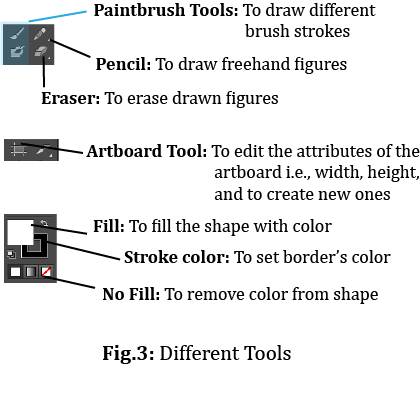 Paintbrush Tools: To draw different
brush strokes
Pencil: To draw freehand figures
Eraser: To erase drawn figures
Artboard Tool: To edit the attributes of the
artboard i.e., width, height,
and to create new ones
Fill: To fill the shape with color
Stroke color: To set border's color
No Fill: To remove color from shape
Fig.3: Different Tools